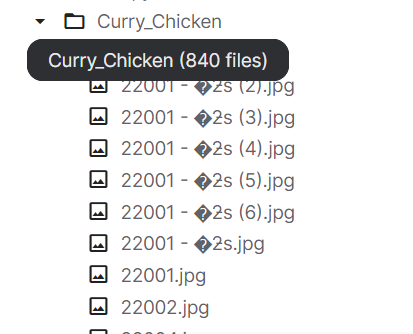 Curry_Chicken
Curry_Chicken (840 files)
22001 - �2s (2).jpg
22001 - �2s (3).jpg
22001 - �2s (4).jpg
22001 - �2s (5).jpg
22001 - �2s (6).jpg
22001 - �2s.jpg
22001.jpg
22002.jpg